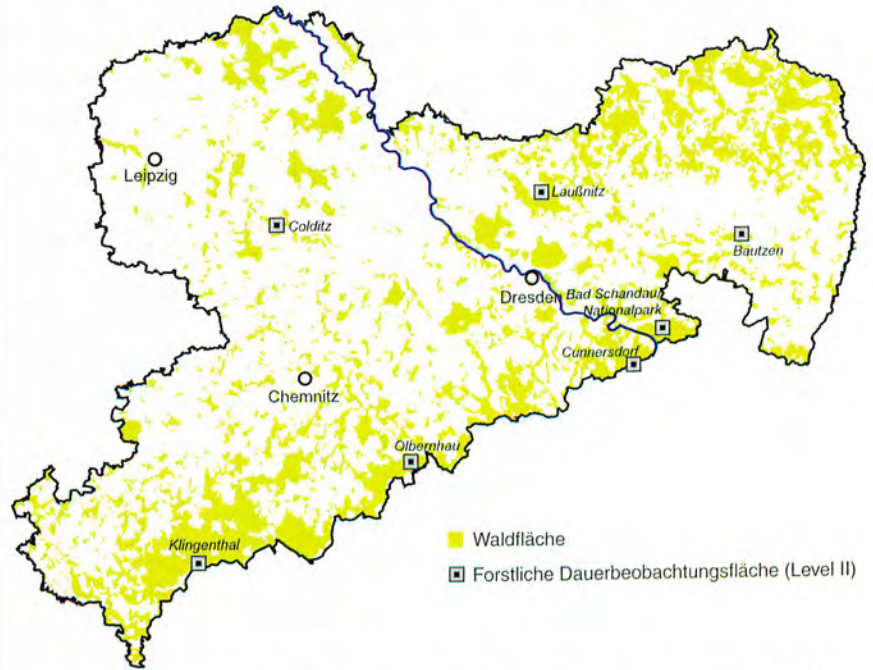 Leipzig
Laußnitz
Colditz
Bautzen
Dresden
Bad Schandau/
Nationalpark
Cunnersdorf
Chemnitz
Olbernhau
Klingenthal
Waldfläche
Forstliche Dauerbeobachtungsfläche (Level II)